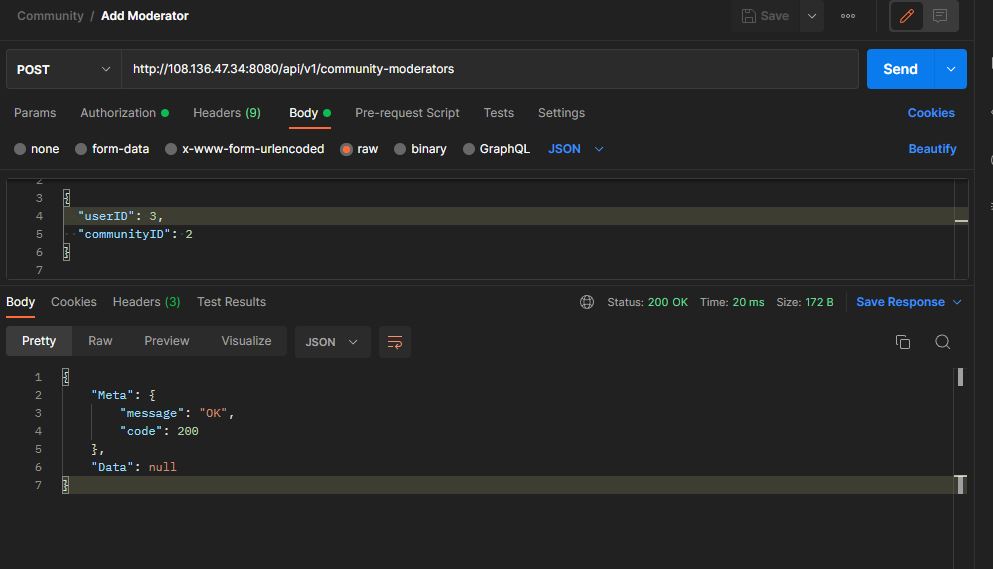 Community / Add Moderator
Save
POST
http://108.136.47.34:8080/api/v1/community-moderators
Send
Params Authorization Headers (9) Body Pre-request Script Tests Settings Cookies
none form-data x-www-form-urlencoded raw binary GraphQL JSON Beautify
2
3 {
4 "userID": 3,
5 "communityID": 2
6 }
7
Body Cookies Headers (3) Test Results Status: 200 OK Time: 20 ms Size: 172 B Save Response
Pretty Raw Preview Visualize JSON
1 {
2 "Meta": {
3 "message": "OK",
4 "code": 200
5 },
6 "Data": null
7 }